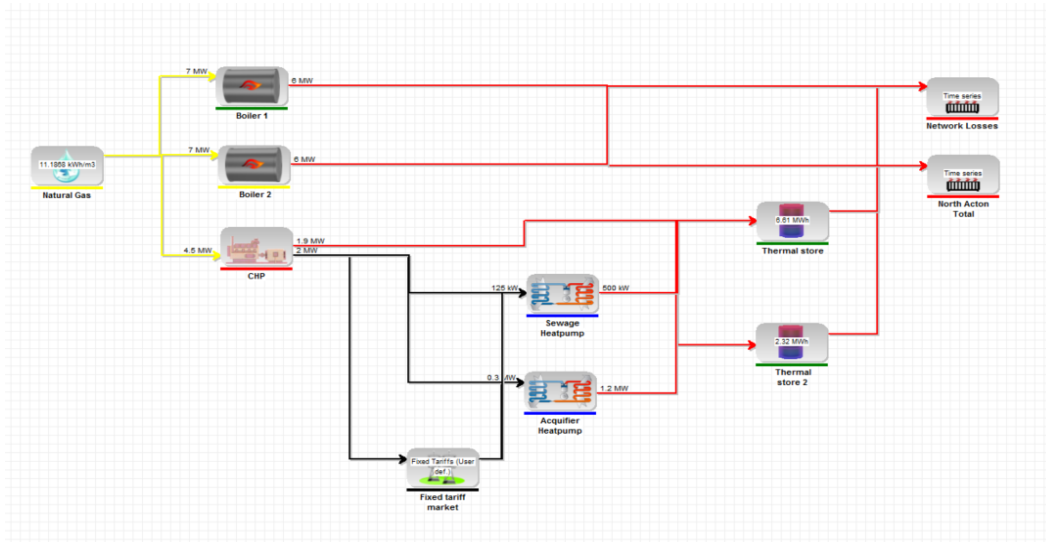 7 MW
6 MW
Boiler 1
Time series
Network Losses
11.1868 kWh/m3
Natural Gas
7 MW
6 MW
Boiler 2
Time series
North Acton
Total
4.5 MW
1.9 MW
2 MW
CHP
6.61 MWh
Thermal store
125 kW
500 kW
Sewage
Heatpump
2.32 MWh
Thermal
store 2
0.3 MW
1.2 MW
Acquifier
Heatpump
Fixed Tariffs (User
def.)
Fixed tariff
market